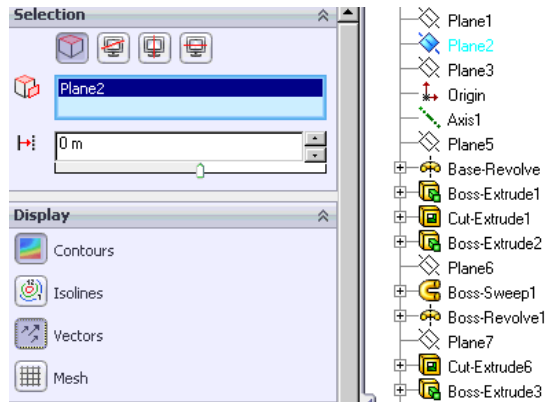 Selection
Plane2
0 m
Display
Contours
Isolines
Vectors
Mesh
Plane1
Plane2
Plane3
Origin
Axis1
Plane5
Base-Revolve
Boss-Extrude1
Cut-Extrude1
Boss-Extrude2
Plane6
Boss-Sweep1
Boss-Revolve1
Plane7
Cut-Extrude6
Boss-Extrude3